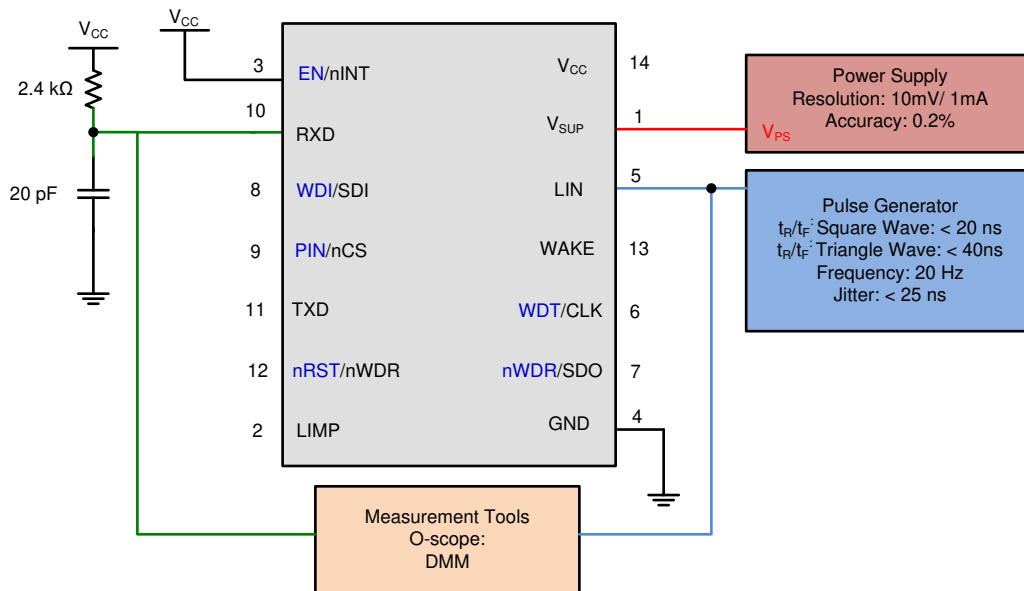 VCC
2.4 kΩ
20 pF
VCC
3
EN/nINT
10
RXD
8
WDI/SDI
9
PIN/nCS
11
TXD
12
nRST/nWDR
2
LIMP
VCC
14
VSUP
1
LIN
5
WAKE
13
WDT/CLK
6
nWDR/SDO
7
GND
4
Power Supply
Resolution: 10mV/ 1mA
Accuracy: 0.2%
VPS
Pulse Generator
tR/tF: Square Wave: < 20 ns
tR/tF: Triangle Wave: < 40ns
Frequency: 20 Hz
Jitter: < 25 ns
Measurement Tools
O-scope:
DMM